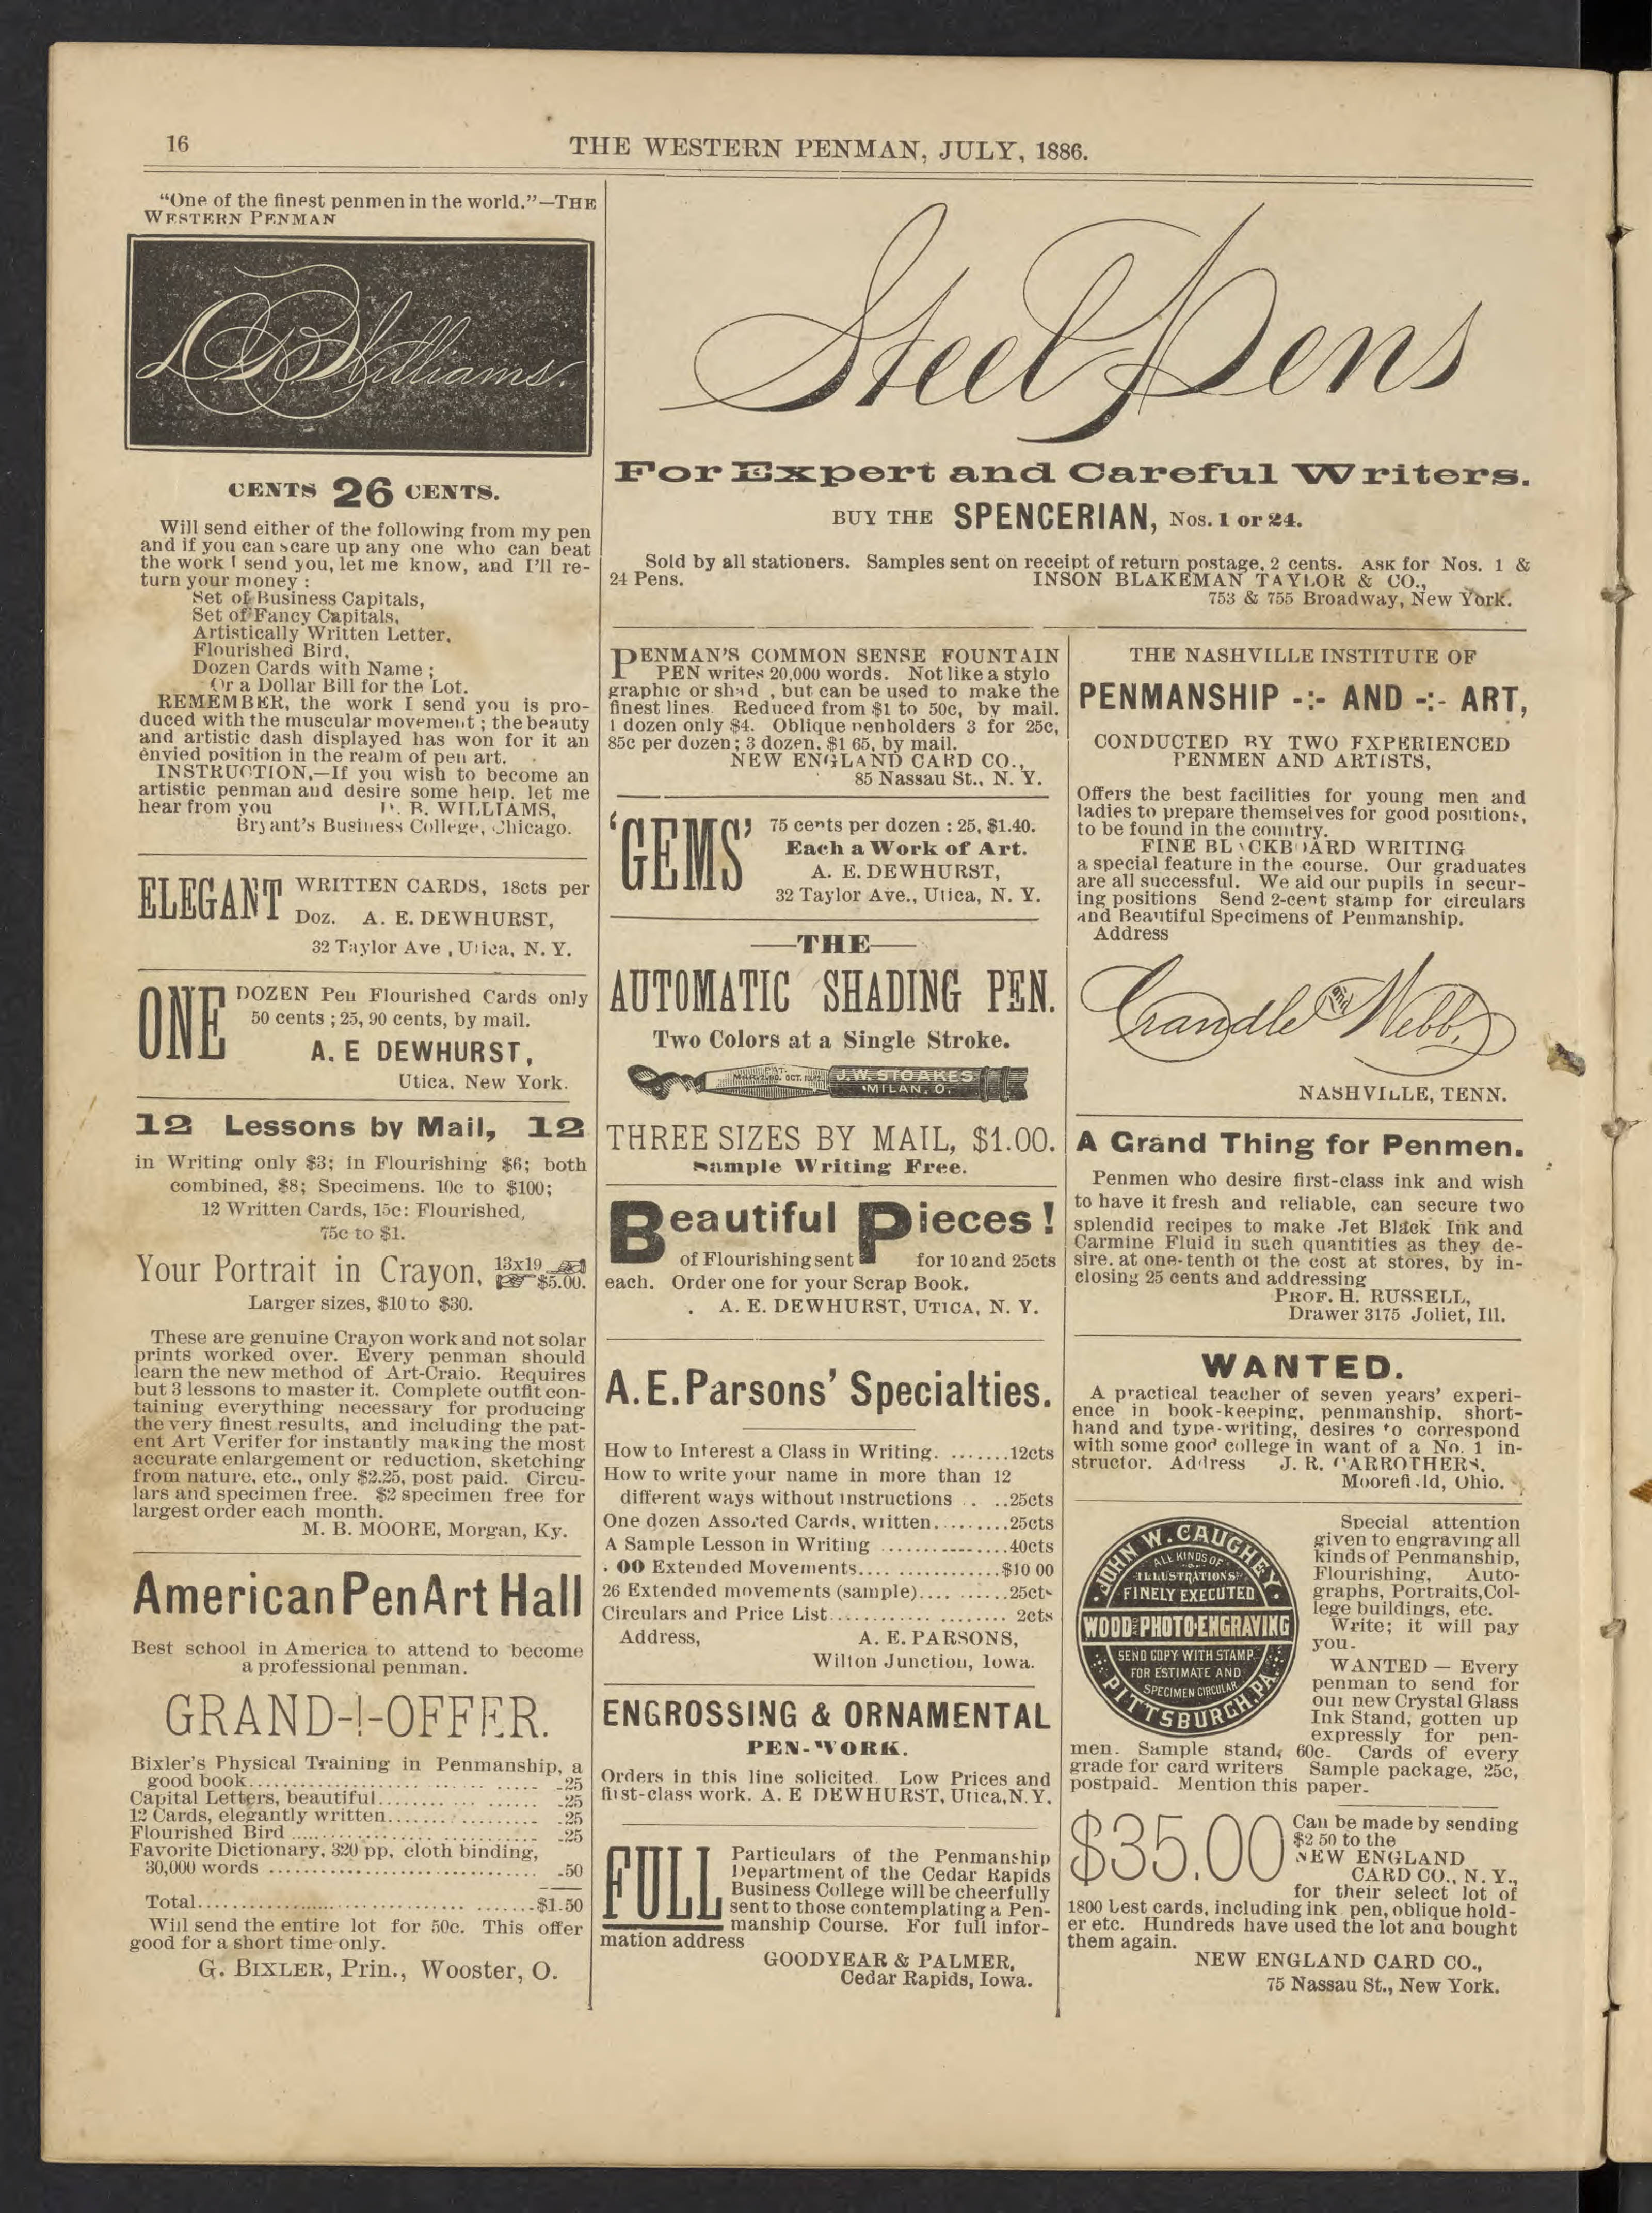 16
THE WESTERN PENMAN, JULY, 1886.
“One of the finest penmen in the world.”—THE
WESTERN PENMAN
D B Williams.
CENTS 26 CENTS.
Will send either of the following from my pen
and if you can scare up any one who can beat
the work I send you, let me know, and I’ll re-
turn your money :
Set of Business Capitals,
Set of Fancy Capitals,
Artistically Written Letter,
Flourished Bird,
Dozen Cards with Name ;
Or a Dollar Bill for the Lot.
REMEMBER, the work I send you is pro-
duced with the muscular movement ; the beauty
and artistic dash displayed has won for it an
envied position in the realm of pen art.
INSTRUCTION.—If you wish to become an
artistic penman and desire some help, let me
hear from you B. WILLIAMS,
Bryant’s Business College, Chicago.
ELEGANT WRITTEN CARDS, 18cts per
Doz. A. E. DEWHURST,
32 Taylor Ave , Utica, N. Y.
ONE DOZEN Pen Flourished Cards only
50 cents ; 25, 90 cents, by mail.
A. E DEWHURST,
Utica, New York.
12 Lessons by Mail, 12
in Writing only $3; in Flourishing $6; both
combined, $8; Specimens. 10c to $100;
12 Written Cards, 15c: Flourished,
75c to $1.
Your Portrait in Crayon, 13x19 $5.00.
Larger sizes, $10 to $30.
These are genuine Crayon work and not solar
prints worked over. Every penman should
learn the new method of Art-Craio. Requires
but 3 lessons to master it. Complete outfit con-
taining everything necessary for producing
the very finest results, and including the pat-
ent Art Verifer for instantly making the most
accurate enlargement or reduction, sketching
from nature, etc., only $2.25, post paid. Circu-
lars and specimen free. $2 specimen free for
largest order each month.
M. B. MOORE, Morgan, Ky.
American Pen Art Hall
Best school in America to attend to become
a professional penman.
GRAND-!-OFFER.
Bixler’s Physical Training in Penmanship, a
good book.......... .25
Capital Letters, beautiful.......... .25
12 Cards, elegantly written.......... .25
Flourished Bird .......... .25
Favorite Dictionary, 320 pp, cloth binding,
30,000 words .......... .50
Total..........$1.50
Will send the entire lot for 50c. This offer
good for a short time only.
G. BIXLER, Prin., Wooster, O.
Steel Pens
For Expert and Careful Writers.
BUY THE SPENCERIAN, Nos. 1 or 24.
Sold by all stationers. Samples sent on receipt of return postage, 2 cents. ASK for Nos. 1 &
24 Pens. INSON BLAKEMAN TAYLOR & CO.,
753 & 755 Broadway, New York.
PENMAN’S COMMON SENSE FOUNTAIN
PEN writes 20,000 words. Not like a stylo
graphic or shad , but can be used to make the
finest lines. Reduced from $1 to 50c, by mail.
1 dozen only $4. Oblique penholders 3 for 25c,
85c per dozen ; 3 dozen, $1 65, by mail.
NEW ENGLAND CARD CO.,
85 Nassau St., N. Y.
‘GEMS’ 75 cents per dozen : 25, $1.40.
Each a Work of Art.
A. E. DEWHURST,
32 Taylor Ave., Utica, N. Y.
—THE—
AUTOMATIC SHADING PEN.
Two Colors at a Single Stroke.
PAT. OCT. J.W. STOAKES
MILAN, O.
THREE SIZES BY MAIL, $1.00.
Sample Writing Free.
Beautiful Pieces !
of Flourishing sent for 10 and 25cts
each. Order one for your Scrap Book.
A. E. DEWHURST, UTICA, N. Y.
A. E. Parsons’ Specialties.
How to Interest a Class in Writing. .......12cts
How to write your name in more than 12
different ways without instructions . . ..25cts
One dozen Assorted Cards, written..........25cts
A Sample Lesson in Writing ..........40cts
00 Extended Movements..........$10 00
26 Extended movements (sample)..........25cts
Circulars and Price List.......... 2cts
Address, A. E. PARSONS,
Wilton Junction, Iowa.
ENGROSSING & ORNAMENTAL
PEN-WORK.
Orders in this line solicited. Low Prices and
first-class work. A. E DEWHURST, Utica, N. Y.
FULL Particulars of the Penmanship
Department of the Cedar Rapids
Business College will be cheerfully
sent to those contemplating a Pen-
manship Course. For full infor-
mation address
GOODYEAR & PALMER,
Cedar Rapids, Iowa.
THE NASHVILLE INSTITUTE OF
PENMANSHIP -:- AND -:- ART,
CONDUCTED BY TWO EXPERIENCED
PENMEN AND ARTISTS,
Offers the best facilities for young men and
ladies to prepare themselves for good positions,
to be found in the country.
FINE BLACKBOARD WRITING
a special feature in the course. Our graduates
are all successful. We aid our pupils in secur-
ing positions Send 2-cent stamp for circulars
and Beautiful Specimens of Penmanship.
Address
Crandle and Webb,
NASHVILLE, TENN.
A Grand Thing for Penmen.
Penmen who desire first-class ink and wish
to have it fresh and reliable, can secure two
splendid recipes to make Jet Black Ink and
Carmine Fluid in such quantities as they de-
sire, at one-tenth of the cost at stores, by in-
closing 25 cents and addressing
PROF. H. RUSSELL,
Drawer 3175 Joliet, Ill.
WANTED.
A practical teacher of seven years’ experi-
ence in book-keeping, penmanship, short-
hand and type-writing, desires to correspond
with some good college in want of a No. 1 in-
structor. Address J. R. CARROTHERS,
Moorefield, Ohio.
JOHN W. CAUGHEY.
ALL KINDS OF
ILLUSTRATIONS
FINELY EXECUTED
WOOD AND PHOTO-ENGRAVING
SEND COPY WITH STAMP
FOR ESTIMATE AND
SPECIMEN CIRCULAR
PITTSBURGH, PA.
Special attention
given to engraving all
kinds of Penmanship,
Flourishing, Auto-
graphs, Portraits, Col-
lege buildings, etc.
Write; it will pay
you.
WANTED — Every
penman to send for
our new Crystal Glass
Ink Stand, gotten up
expressly for pen-
men. Sample stand, 60c. Cards of every
grade for card writers Sample package, 25c,
postpaid. Mention this paper.
$35.00 Can be made by sending
$2 50 to the
NEW ENGLAND
CARD CO., N. Y.,
for their select lot of
1800 best cards, including ink pen, oblique hold-
er etc. Hundreds have used the lot and bought
them again.
NEW ENGLAND CARD CO.,
75 Nassau St., New York.